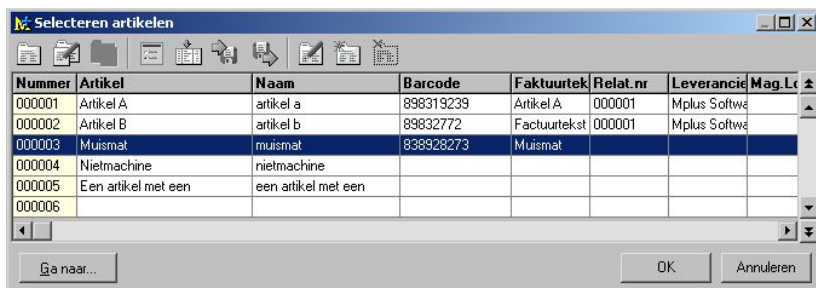 Selecteren artikelen
Nummer Artikel Naam Barcode Faktuurtek Relat.nr Leverancie Mag.Lo
000001 Artikel A artikel a 898319239 Artikel A 000001 Mplus Softwa
000002 Artikel B artikel b 89832772 Factuurtekst 000001 Mplus Softwa
000003 Muismat muismat 838928273 Muismat
000004 Nietmachine nietmachine
000005 Een artikel met een een artikel met een
000006
Ga naar... OK Annuleren